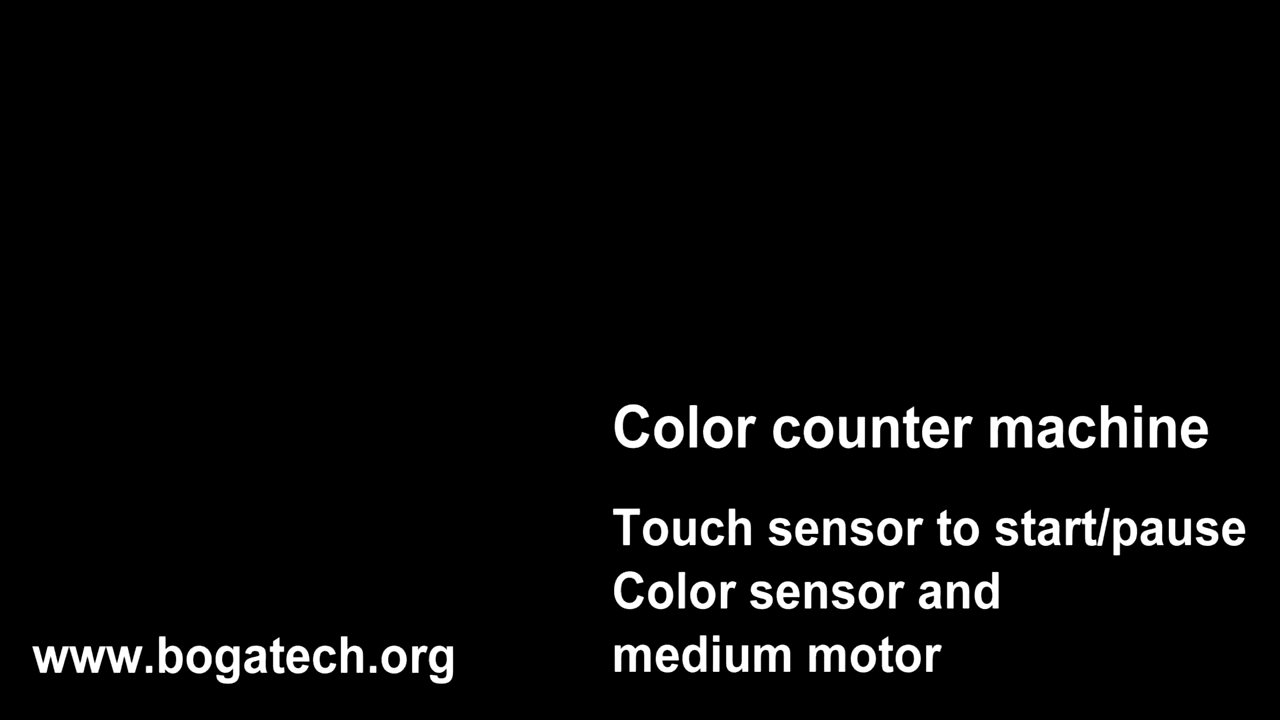 Color counter machine
Touch sensor to start/pause
Color sensor and
medium motor
www.bogatech.org